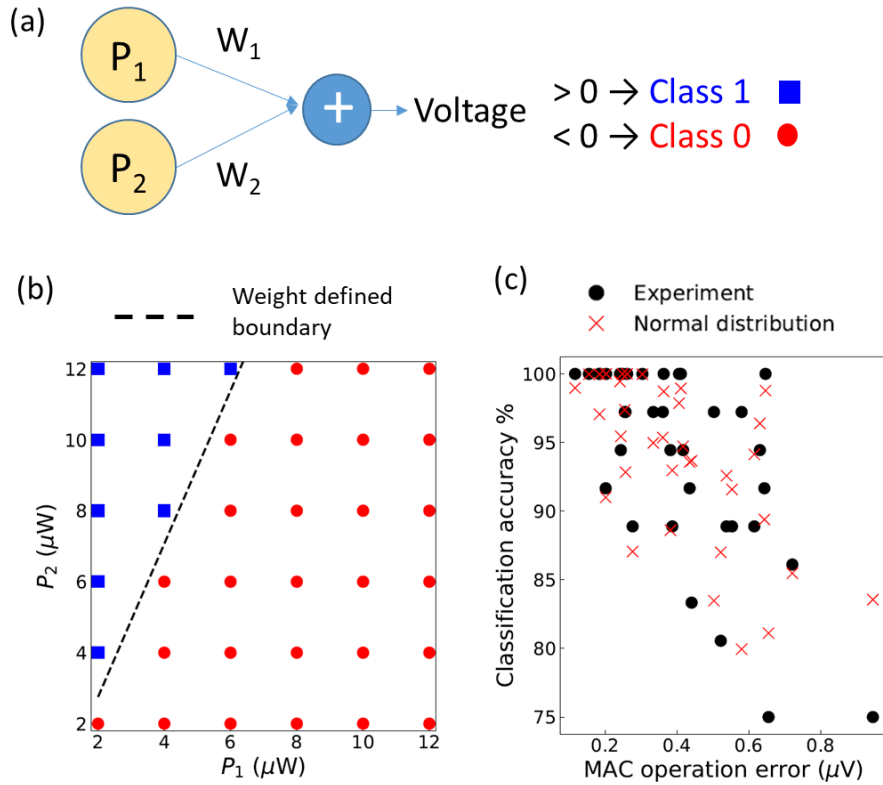 (a)
P1
W1
P2
W2
+
Voltage
> 0 → Class 1
< 0 → Class 0
(b)
Weight defined
boundary
P2 (μW)
12
10
8
6
4
2
2 4 6 8 10 12
P1 (μW)
(c)
Experiment
Normal distribution
Classification accuracy %
100
95
90
85
80
75
0.2 0.4 0.6 0.8
MAC operation error (μV)